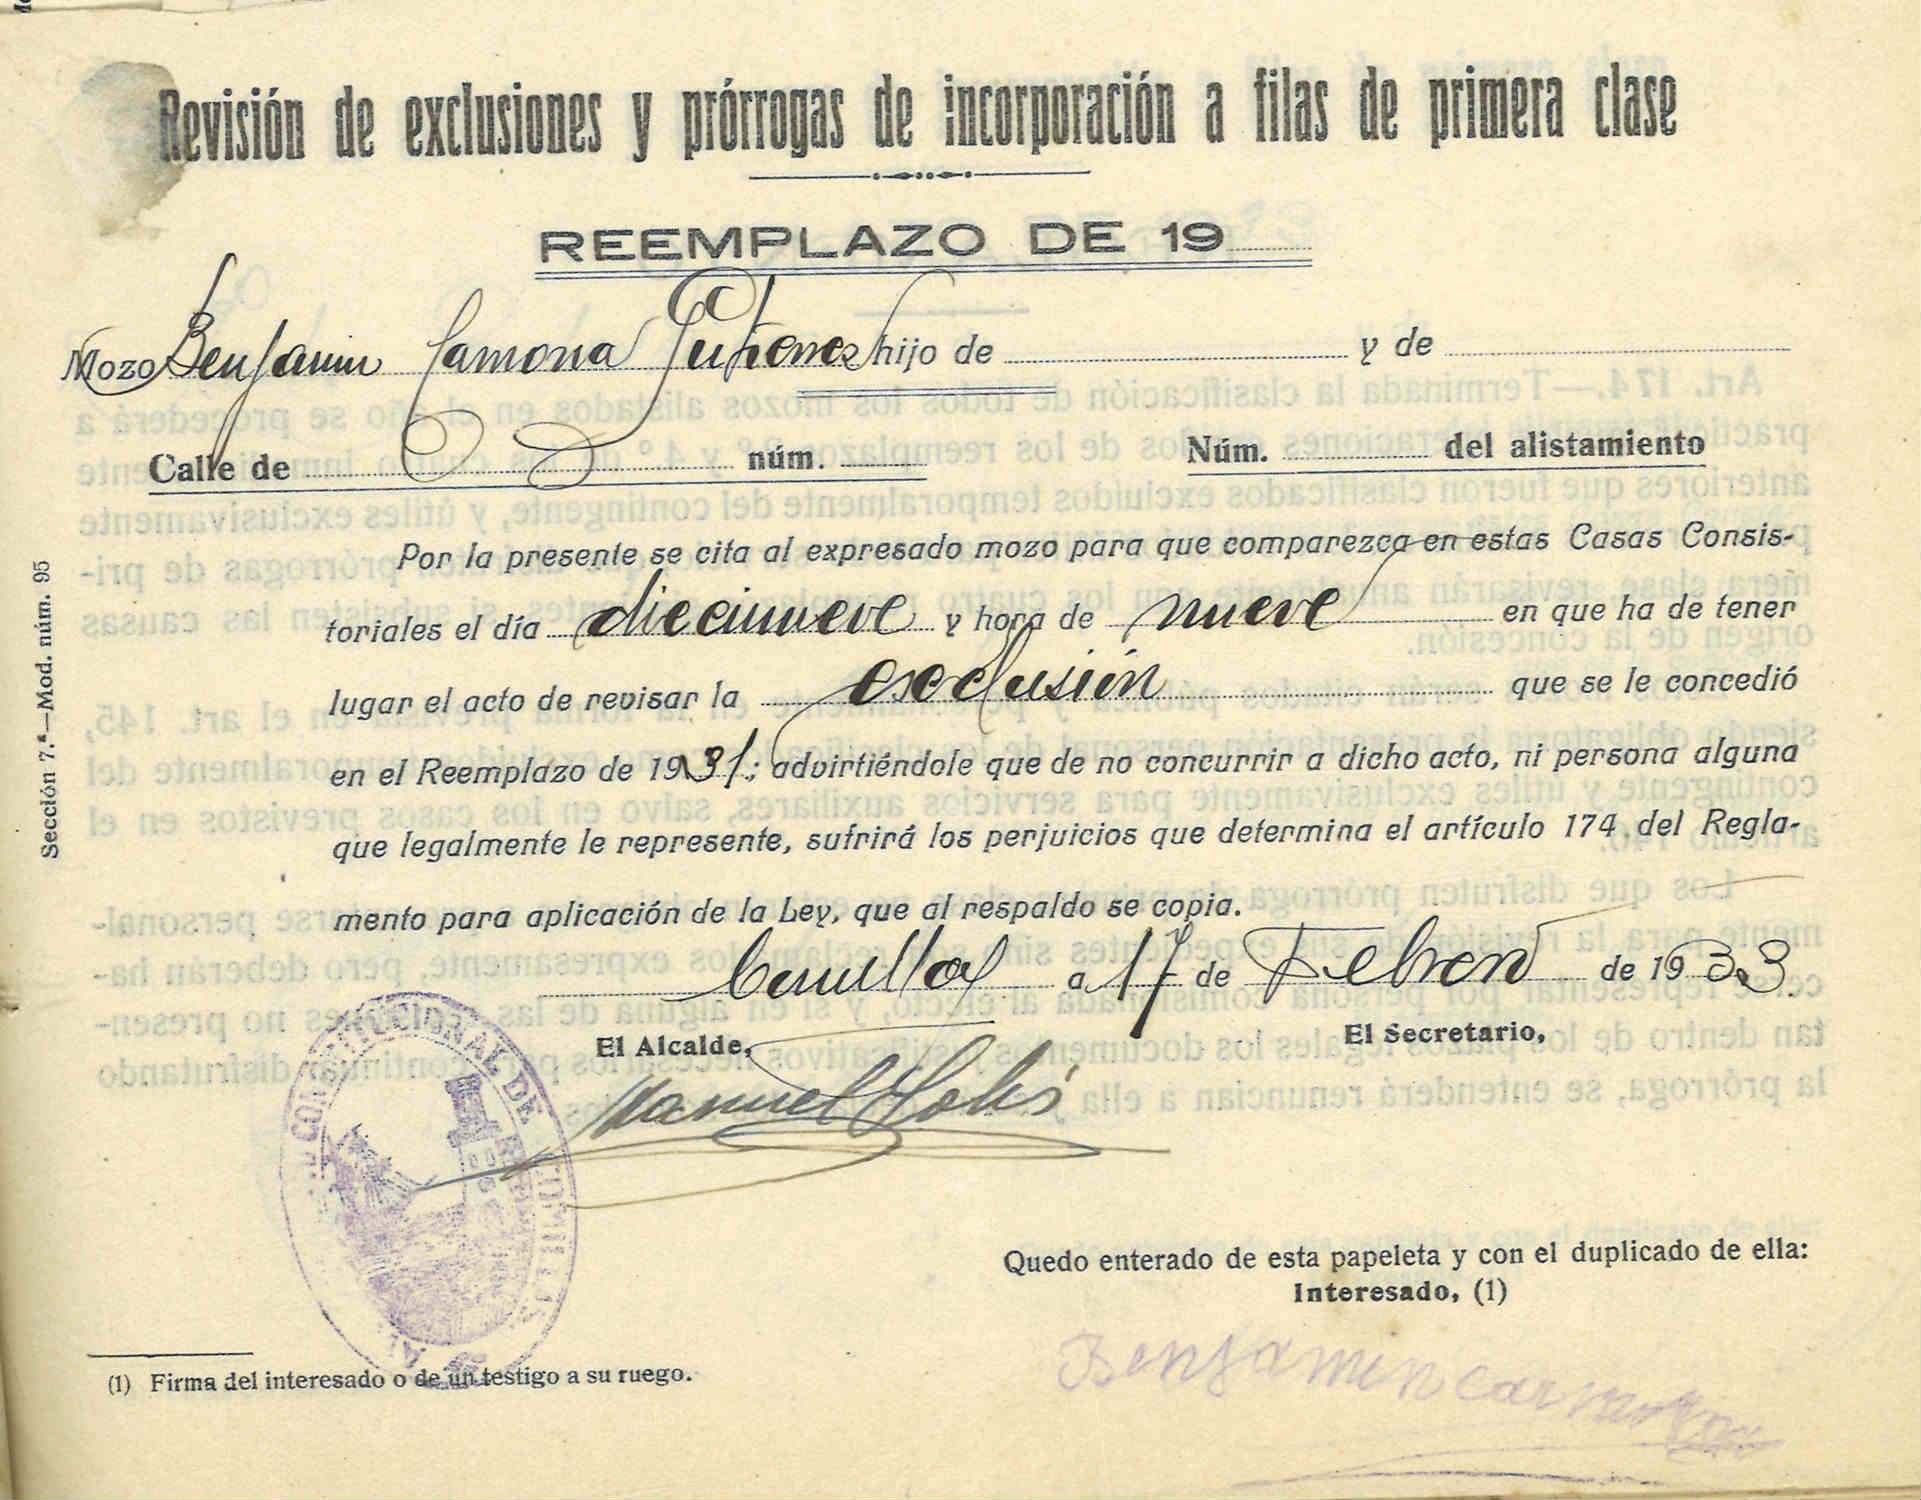 Revisión de exclusiones y prórrogas de incorporación a filas de primera clase
REEMPLAZO DE 19
Mozo Benjamin Camona Gutierrez hijo de y de
Calle de núm. Núm. del alistamiento
Por la presente se cita al expresado mozo para que comparezca en estas Casas Consis-
toriales el día diecinueve y hora de nueve en que ha de tener
lugar el acto de revisar la exclusión que se le concedió
en el Reemplazo de 1931; advirtiéndole que de no concurrir a dicho acto, ni persona alguna
que legalmente le represente, sufrirá los perjuicios que determina el artículo 174 del Regla-
mento para aplicación de la Ley, que al respaldo se copia.
a 17 de Febrero de 1933
El Alcalde, El Secretario,
Manuel Solis
CONSTITUCIONAL DE
Quedo enterado de esta papeleta y con el duplicado de ella:
Interesado, (1)
Benjamen Carmona
(1) Firma del interesado o de un testigo a su ruego.
Sección 7.ª—Mod. núm. 95